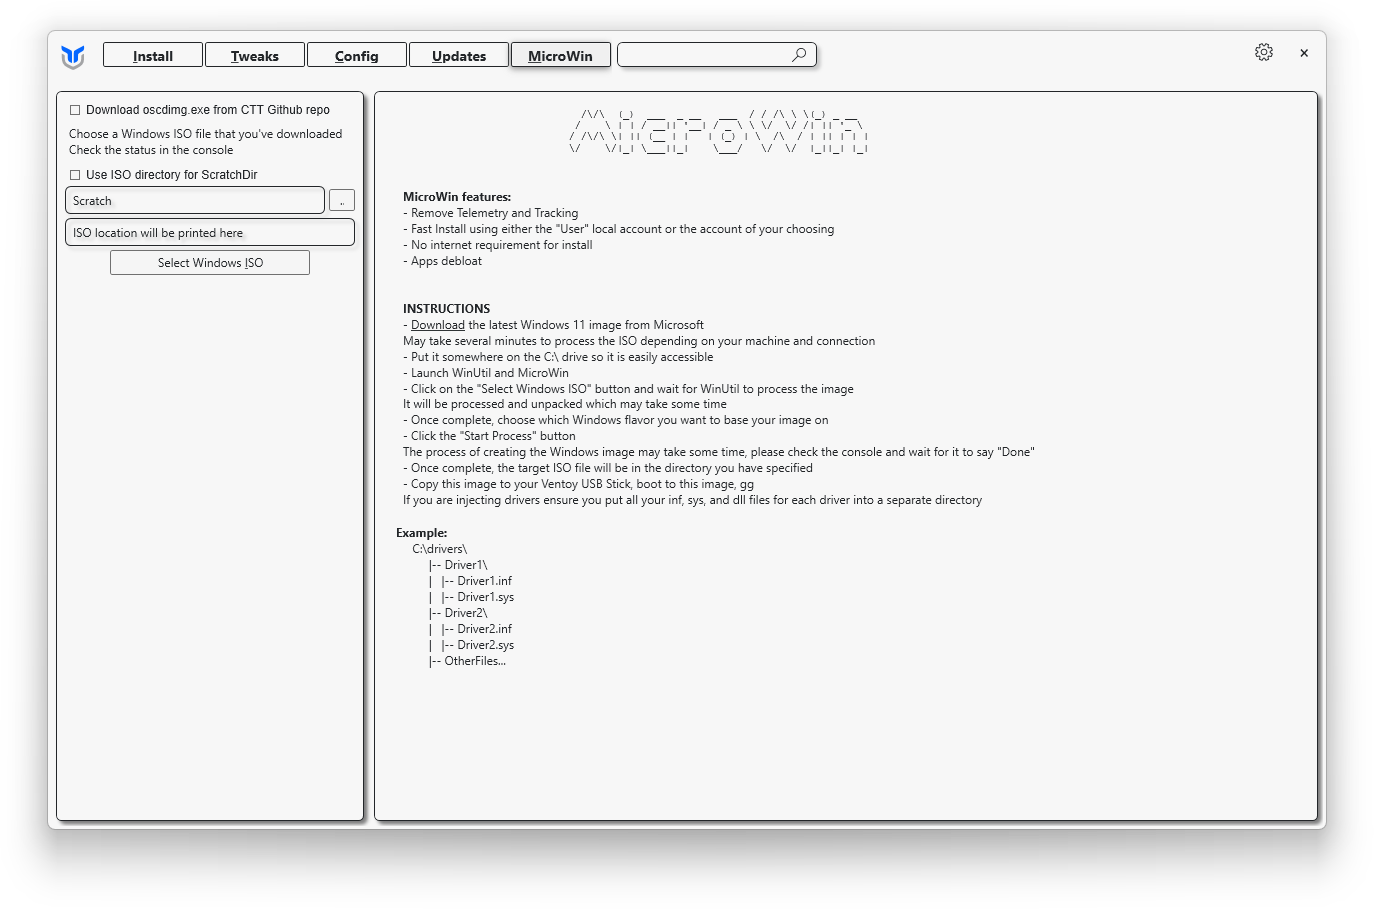 Install Tweaks Config Updates MicroWin
Download oscdimg.exe from CTT Github repo
Choose a Windows ISO file that you've downloaded
Check the status in the console
Use ISO directory for ScratchDir
Scratch ..
ISO location will be printed here
Select Windows ISO
MicroWin
MicroWin features:
- Remove Telemetry and Tracking
- Fast Install using either the "User" local account or the account of your choosing
- No internet requirement for install
- Apps debloat
INSTRUCTIONS
- Download the latest Windows 11 image from Microsoft
May take several minutes to process the ISO depending on your machine and connection
- Put it somewhere on the C:\ drive so it is easily accessible
- Launch WinUtil and MicroWin
- Click on the "Select Windows ISO" button and wait for WinUtil to process the image
It will be processed and unpacked which may take some time
- Once complete, choose which Windows flavor you want to base your image on
- Click the "Start Process" button
The process of creating the Windows image may take some time, please check the console and wait for it to say "Done"
- Once complete, the target ISO file will be in the directory you have specified
- Copy this image to your Ventoy USB Stick, boot to this image, gg
If you are injecting drivers ensure you put all your inf, sys, and dll files for each driver into a separate directory
Example:
C:\drivers\
|-- Driver1\
|   |-- Driver1.inf
|   |-- Driver1.sys
|-- Driver2\
|   |-- Driver2.inf
|   |-- Driver2.sys
|-- OtherFiles...